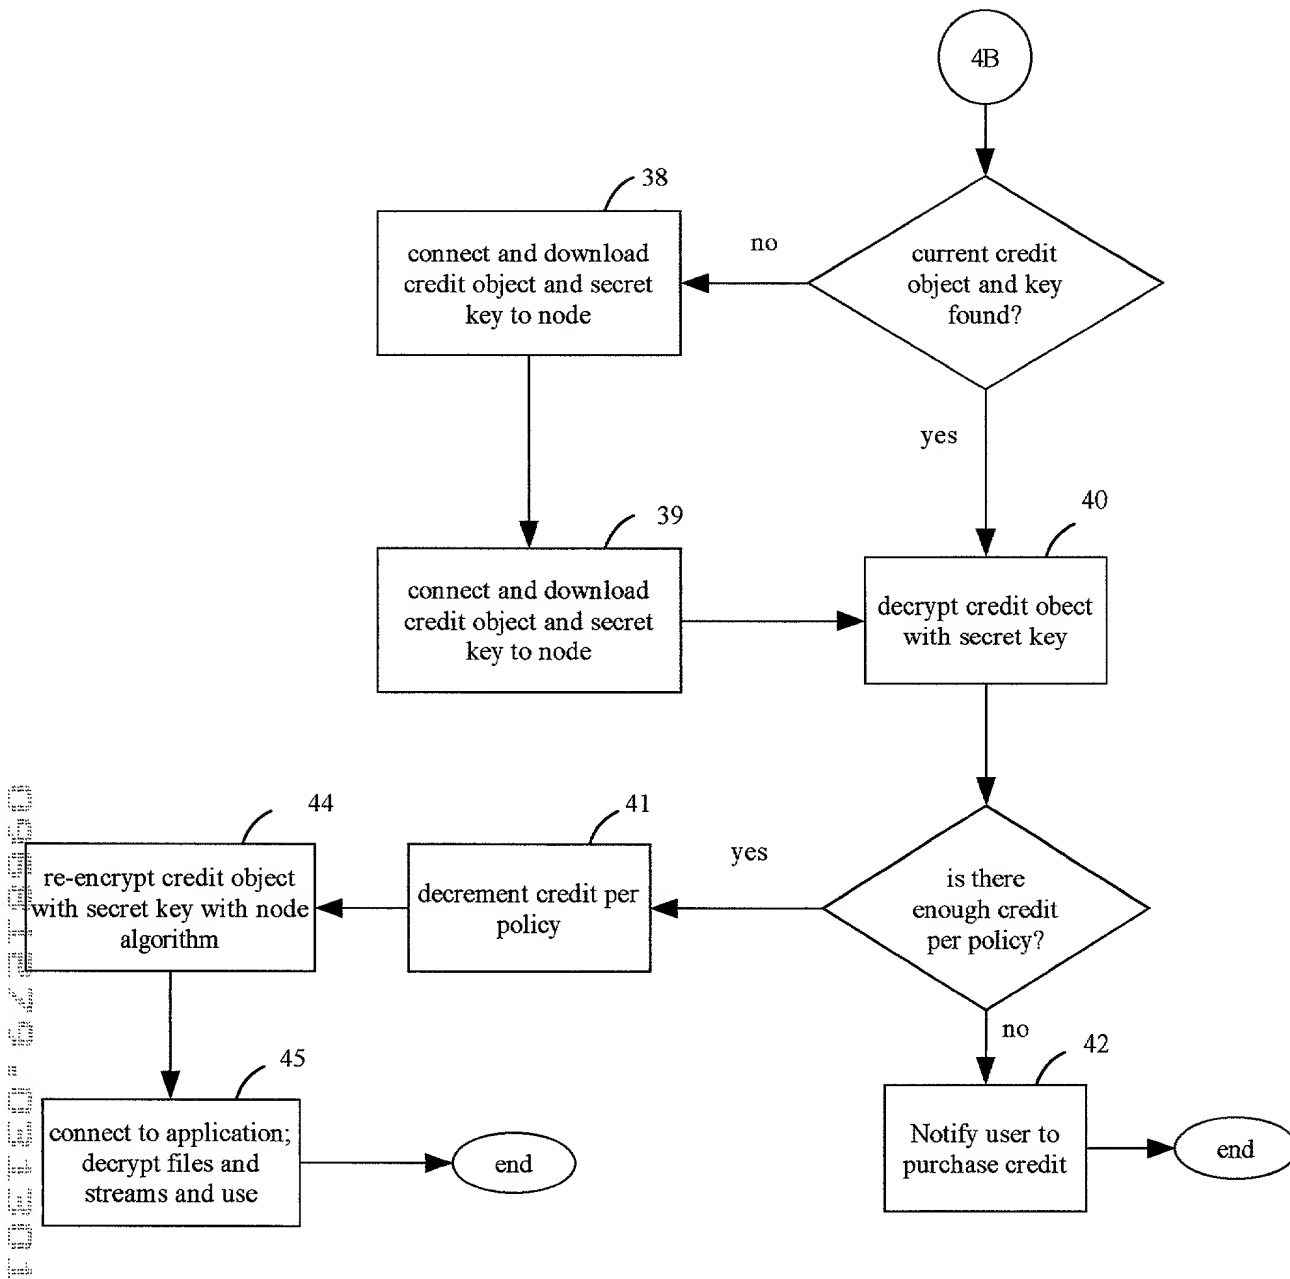 4B
38
connect and download
credit object and secret
key to node
no
current credit
object and key
found?
yes
39
connect and download
credit object and secret
key to node
40
decrypt credit obect
with secret key
44
re-encrypt credit object
with secret key with node
algorithm
41
decrement credit per
policy
yes
is there
enough credit
per policy?
no
45
connect to application;
decrypt files and
streams and use
end
42
Notify user to
purchase credit
end